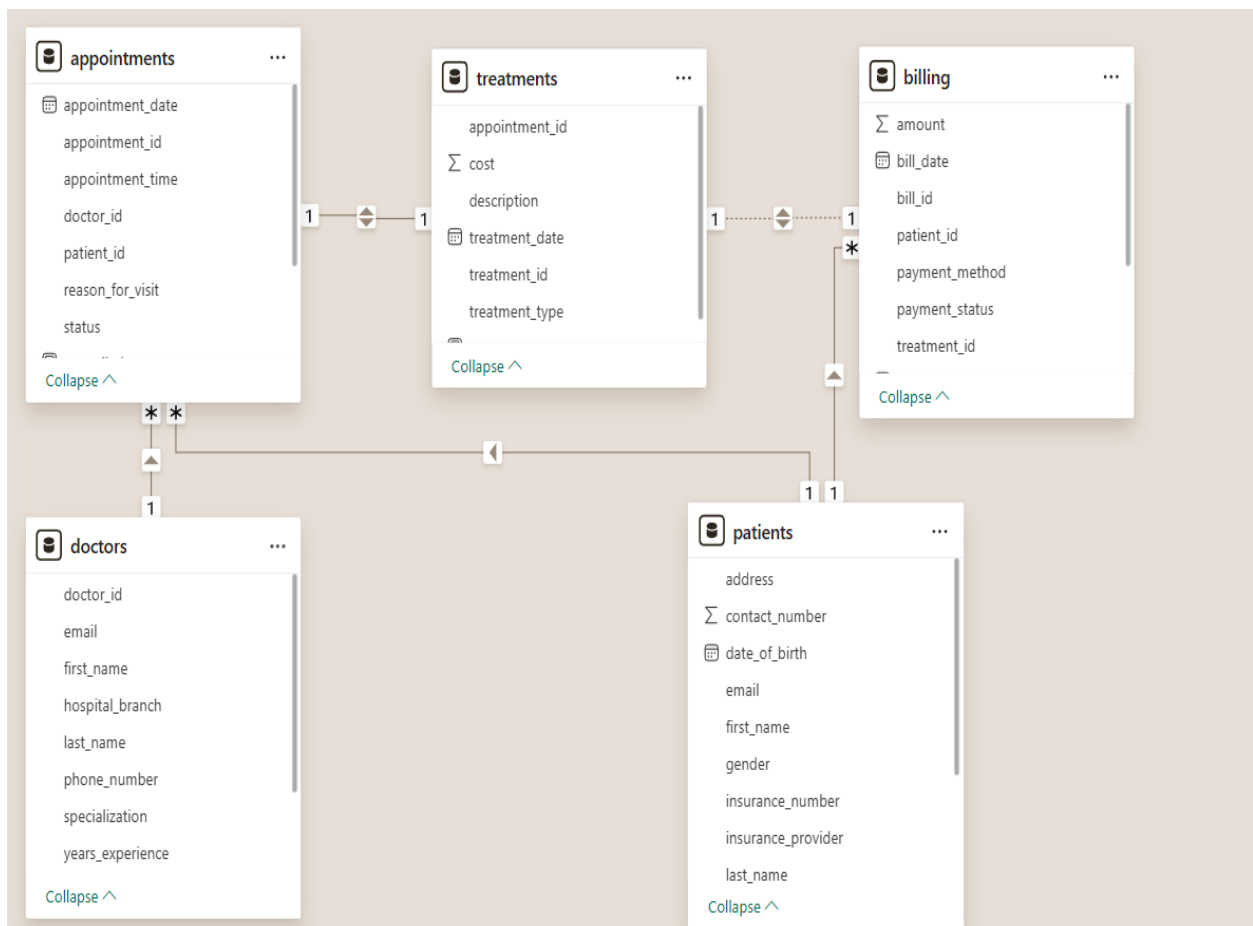 appointments
appointment_date
appointment_id
appointment_time
doctor_id
patient_id
reason_for_visit
status
Collapse
treatments
appointment_id
Σ cost
description
treatment_date
treatment_id
treatment_type
Collapse
billing
Σ amount
bill_date
bill_id
patient_id
payment_method
payment_status
treatment_id
Collapse
1
1
1
1
*
* *
1
1 1
doctors
doctor_id
email
first_name
hospital_branch
last_name
phone_number
specialization
years_experience
Collapse
patients
address
Σ contact_number
date_of_birth
email
first_name
gender
insurance_number
insurance_provider
last_name
Collapse